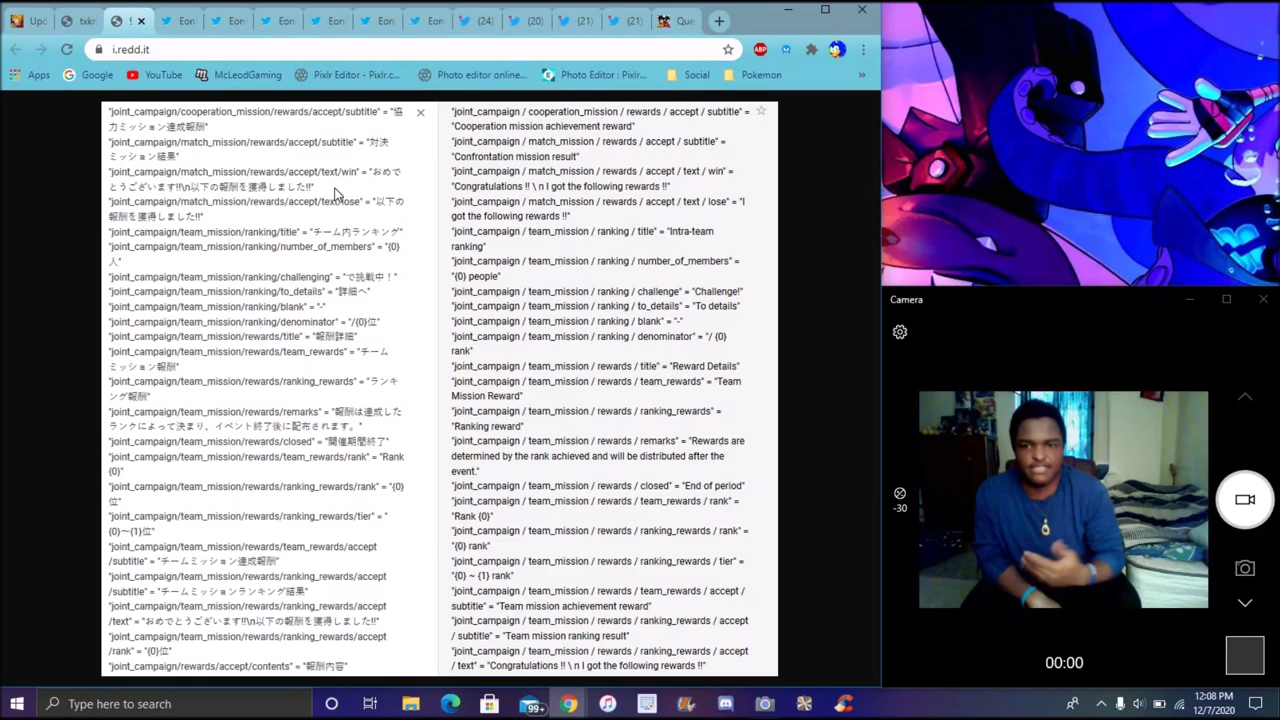 Upd
txkn
9
Eon
Eon
Eon
Eon
Eon
Eon
(24)
(20)
(21)
(21)
Que
i.redd.it
ABP
Apps
Google
YouTube
McLeodGaming
Pixlr Editor - Pixlr.c...
Photo editor online...
Photo Editor : Pixlr...
Social
Pokemon
»
"joint_campaign/cooperation_mission/rewards/accept/subtitle" = "協
力ミッション達成報酬"
"joint_campaign/match_mission/rewards/accept/subtitle" = "対決
ミッション結果"
"joint_campaign/match_mission/rewards/accept/text/win" = "おめで
とうございます!!\n以下の報酬を獲得しました!!"
"joint_campaign/match_mission/rewards/accept/text/lose" = "以下の
報酬を獲得しました!!"
"joint_campaign/team_mission/ranking/title" = "チーム内ランキング"
"joint_campaign/team_mission/ranking/number_of_members" = "{0}
人"
"joint_campaign/team_mission/ranking/challenging" = "で挑戦中！"
"joint_campaign/team_mission/ranking/to_details" = "詳細へ"
"joint_campaign/team_mission/ranking/blank" = "-"
"joint_campaign/team_mission/ranking/denominator" = "/{0}位"
"joint_campaign/team_mission/rewards/title" = "報酬詳細"
"joint_campaign/team_mission/rewards/team_rewards" = "チーム
ミッション報酬"
"joint_campaign/team_mission/rewards/ranking_rewards" = "ランキ
ング報酬"
"joint_campaign/team_mission/rewards/remarks" = "報酬は達成した
ランクによって決まり、イベント終了後に配布されます。"
"joint_campaign/team_mission/rewards/closed" = "開催期間終了"
"joint_campaign/team_mission/rewards/team_rewards/rank" = "Rank
{0}"
"joint_campaign/team_mission/rewards/ranking_rewards/rank" = "{0}
位"
"joint_campaign/team_mission/rewards/ranking_rewards/tier" = "
{0}〜{1}位"
"joint_campaign/team_mission/rewards/team_rewards/accept
/subtitle" = "チームミッション達成報酬"
"joint_campaign/team_mission/rewards/ranking_rewards/accept
/subtitle" = "チームミッションランキング結果"
"joint_campaign/team_mission/rewards/ranking_rewards/accept
/text" = "おめでとうございます!!\n以下の報酬を獲得しました!!"
"joint_campaign/team_mission/rewards/ranking_rewards/accept
/rank" = "{0}位"
"joint_campaign/rewards/accept/contents" = "報酬内容"
"joint_campaign / cooperation_mission / rewards / accept / subtitle" =
"Cooperation mission achievement reward"
"joint_campaign / match_mission / rewards / accept / subtitle" =
"Confrontation mission result"
"joint_campaign / match_mission / rewards / accept / text / win" =
"Congratulations !! \ n I got the following rewards !!"
"joint_campaign / match_mission / rewards / accept / text / lose" = "I
got the following rewards !!"
"joint_campaign / team_mission / ranking / title" = "Intra-team
ranking"
"joint_campaign / team_mission / ranking / number_of_members" =
"{0} people"
"joint_campaign / team_mission / ranking / challenge" = "Challenge!"
"joint_campaign / team_mission / ranking / to_details" = "To details"
"joint_campaign / team_mission / ranking / blank" = "-"
"joint_campaign / team_mission / ranking / denominator" = "/ {0}
rank"
"joint_campaign / team_mission / rewards / title" = "Reward Details"
"joint_campaign / team_mission / rewards / team_rewards" = "Team
Mission Reward"
"joint_campaign / team_mission / rewards / ranking_rewards" =
"Ranking reward"
"joint_campaign / team_mission / rewards / remarks" = "Rewards are
determined by the rank achieved and will be distributed after the
event."
"joint_campaign / team_mission / rewards / closed" = "End of period"
"joint_campaign / team_mission / rewards / team_rewards / rank" =
"Rank {0}"
"joint_campaign / team_mission / rewards / ranking_rewards / rank" =
"{0} rank"
"joint_campaign / team_mission / rewards / ranking_rewards / tier" =
"{0} ~ {1} rank"
"joint_campaign / team_mission / rewards / team_rewards / accept /
subtitle" = "Team mission achievement reward"
"joint_campaign / team_mission / rewards / ranking_rewards / accept
/ subtitle" = "Team mission ranking result"
"joint_campaign / team_mission / rewards / ranking_rewards / accept
/ text" = "Congratulations !! \ n I got the following rewards !!"
Camera
-30
00:00
Type here to search
99+
12:08 PM
12/7/2020